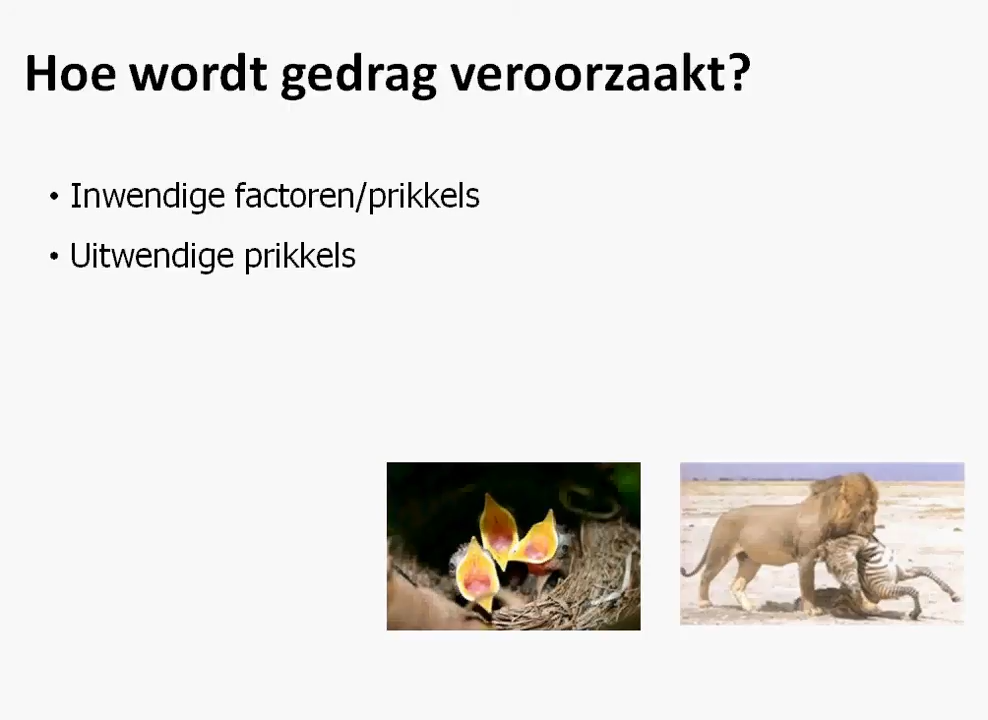 Hoe wordt gedrag veroorzaakt?
• Inwendige factoren/prikkels
• Uitwendige prikkels